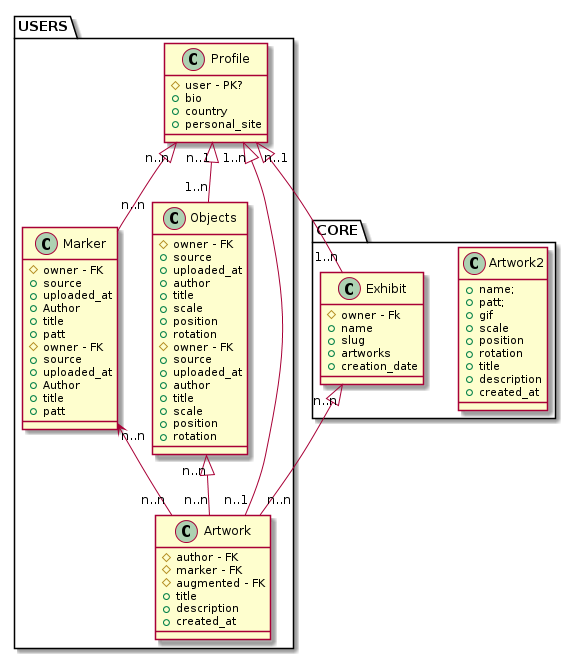 USERS
C Profile
user - PK?
bio
country
personal_site
n..n
n..1
1..n
n..1
n..n
1..n
C Marker
owner - FK
source
uploaded_at
Author
title
patt
owner - FK
source
uploaded_at
Author
title
patt
C Objects
owner - FK
source
uploaded_at
author
title
scale
position
rotation
owner - FK
source
uploaded_at
author
title
scale
position
rotation
CORE
1..n
C Exhibit
owner - Fk
name
slug
artworks
creation_date
C Artwork2
name;
patt;
gif
scale
position
rotation
title
description
created_at
n..n
n..n
n..n
n..n
n..n
n..1
n..n
C Artwork
author - FK
marker - FK
augmented - FK
title
description
created_at